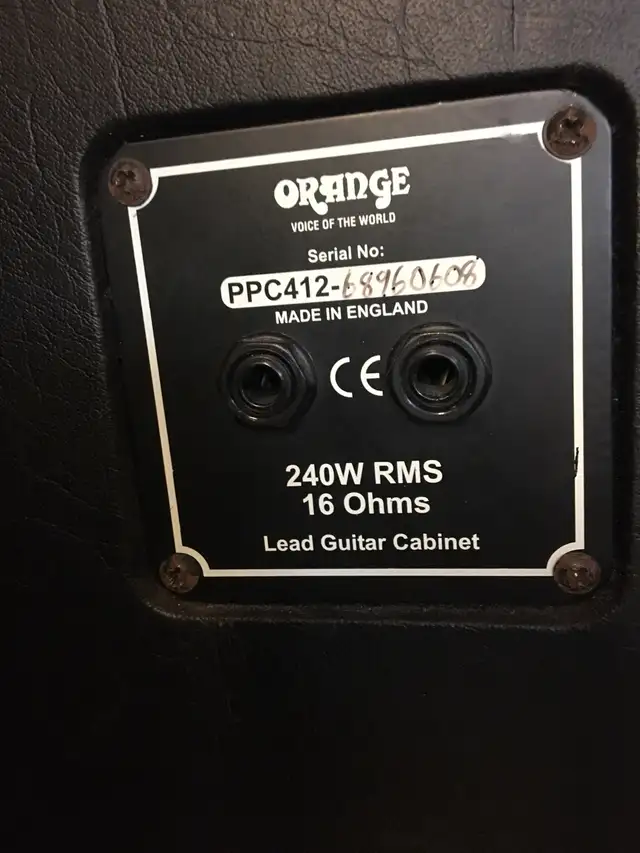 ORANGE
VOICE OF THE WORLD
Serial No:
PPC412-68960608
MADE IN ENGLAND
CE
240W RMS
16 Ohms
Lead Guitar Cabinet